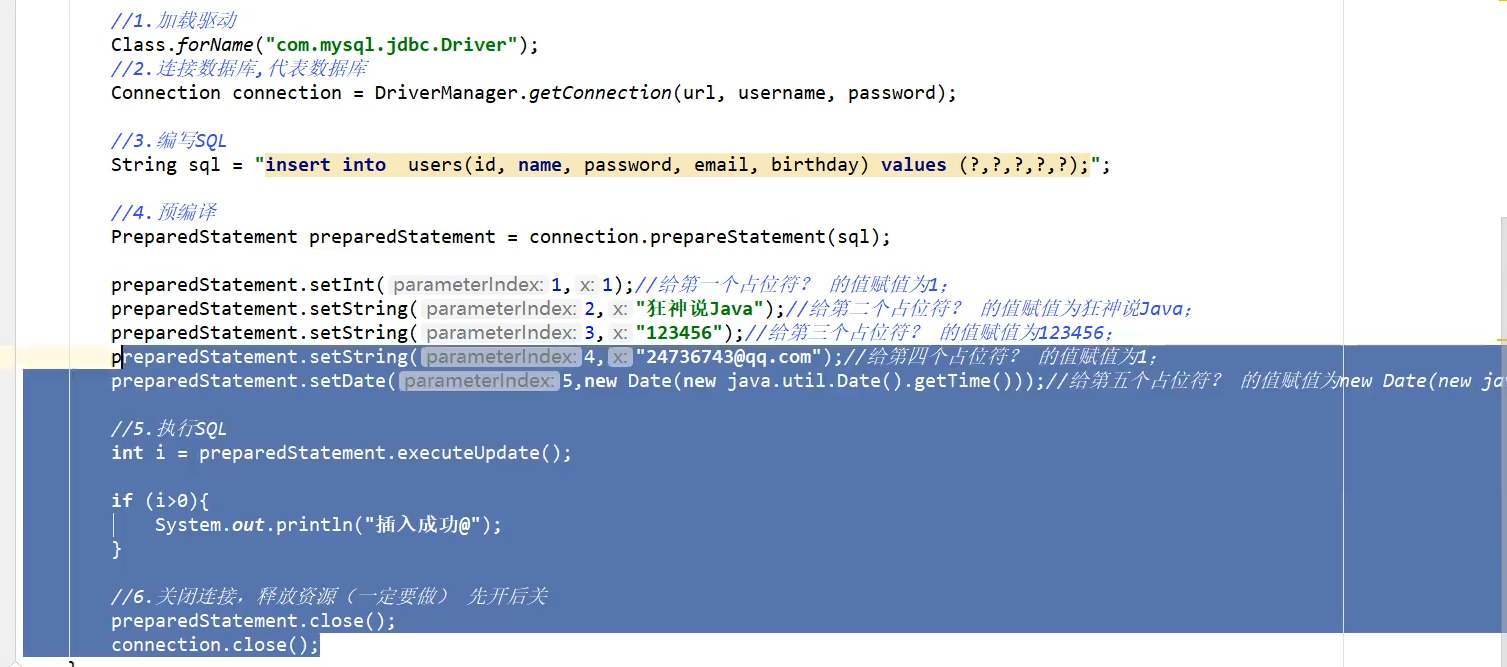 //1.加载驱动
Class.forName("com.mysql.jdbc.Driver");
//2.连接数据库,代表数据库
Connection connection = DriverManager.getConnection(url, username, password);
//3.编写SQL
String sql = "insert into  users(id, name, password, email, birthday) values (?,?,?,?,?);";
//4.预编译
PreparedStatement preparedStatement = connection.prepareStatement(sql);
preparedStatement.setInt( parameterIndex: 1, x: 1);//给第一个占位符？ 的值赋值为1;
preparedStatement.setString( parameterIndex: 2, x: "狂神说Java");//给第二个占位符？ 的值赋值为狂神说Java;
preparedStatement.setString( parameterIndex: 3, x: "123456");//给第三个占位符？ 的值赋值为123456;
preparedStatement.setString( parameterIndex: 4, x: "24736743@qq.com");//给第四个占位符？ 的值赋值为1;
preparedStatement.setDate( parameterIndex: 5,new Date(new java.util.Date().getTime()));//给第五个占位符？ 的值赋值为new Date(new
//5.执行SQL
int i = preparedStatement.executeUpdate();
if (i>0){
System.out.println("插入成功@");
}
//6.关闭连接，释放资源（一定要做） 先开后关
preparedStatement.close();
connection.close();